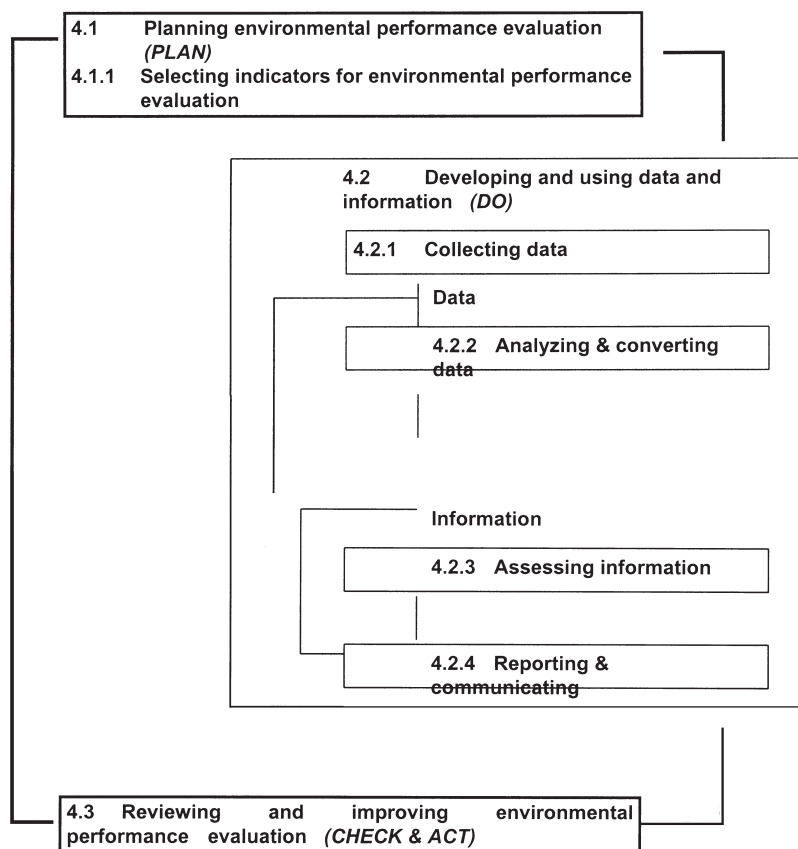 4.1 Planning environmental performance evaluation
(PLAN)
4.1.1 Selecting indicators for environmental performance
evaluation
4.2 Developing and using data and
information (DO)
4.2.1 Collecting data
Data
4.2.2 Analyzing & converting
data
Information
4.2.3 Assessing information
4.2.4 Reporting &
communicating
4.3 Reviewing and improving environmental
performance evaluation (CHECK & ACT)